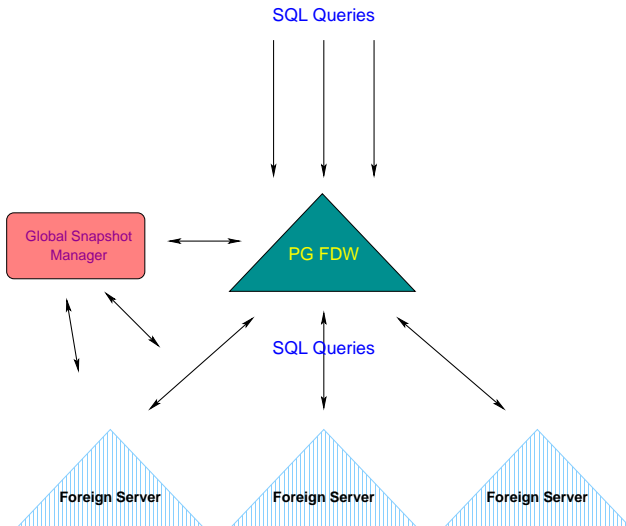 SQL Queries
Global Snapshot
Manager
PG FDW
SQL Queries
Foreign Server
Foreign Server
Foreign Server